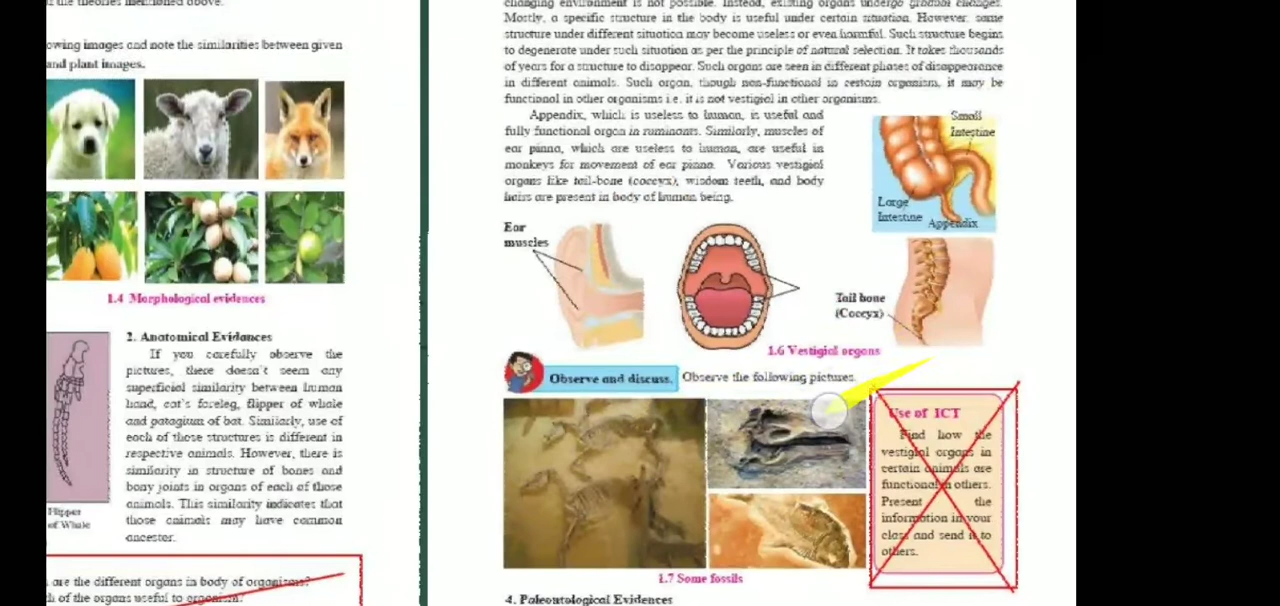 the theories mentioned above.
owing images and note the similarities between given
and plant images.
1.4 Morphological evidences
2. Anatomical Evidances
If you carefully observe the
pictures, there doesn't seem any
superficial similarity between human
hand, cat's foreleg, flipper of whale
and patagium of bat. Similarly, use of
each of those structures is different in
respective animals. However, there is
similarity in structure of bones and
bony joints in organs of each of those
animals. This similarity indicates that
those animals may have common
ancestor.
Flipper
of Whale
are the different organs in body of organisms?
h of the organs useful to organism?
changing environment is not possible. Instead, existing organs undergo gradual changes.
Mostly, a specific structure in the body is useful under certain situation. However, same
structure under different situation may become useless or even harmful. Such structure begins
to degenerate under such situation as per the principle of natural selection. It takes thousands
of years for a structure to disappear. Such organs are seen in different phases of disappearance
in different animals. Such organ, though non-functional in certain organism, it may be
functional in other organisms i.e. it is not vestigial in other organisms.
Appendix, which is useless to human, is useful and
fully functional organ in ruminants. Similarly, muscles of
ear pinna, which are useless to human, are useful in
monkeys for movement of ear pinna. Various vestigial
organs like tail-bone (coccyx), wisdom teeth, and body
hairs are present in body of human being.
Small
Intestine
Large
Intestine
Appendix
Ear
muscles
Tail bone
(Coccyx)
1.6 Vestigial organs
Observe and discuss. Observe the following pictures.
Use of ICT
Find how the
vestigial organs in
certain animals are
functional in others.
Present the
information in your
class and send it to
others.
1.7 Some fossils
4. Paleontological Evidences